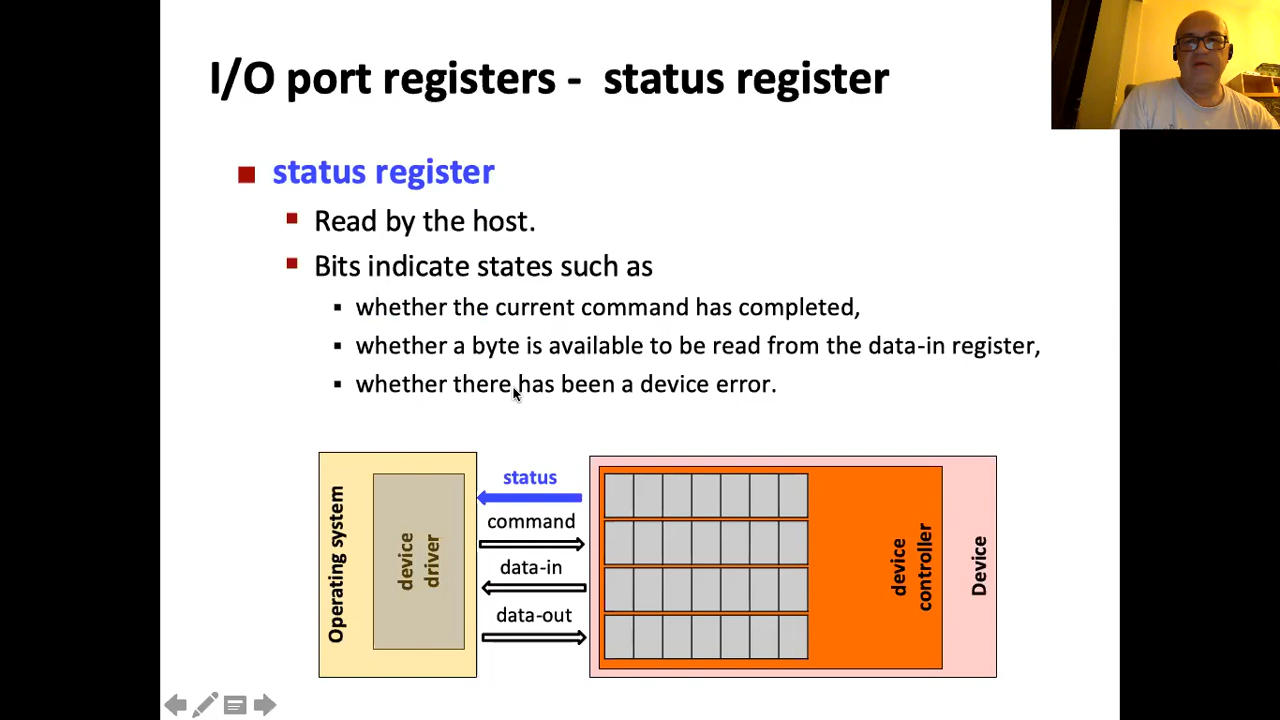 I/O port registers - status register
status register
Read by the host.
Bits indicate states such as
whether the current command has completed,
whether a byte is available to be read from the data-in register,
whether there has been a device error.
Operating system
device
driver
status
command
data-in
data-out
device
controller
Device